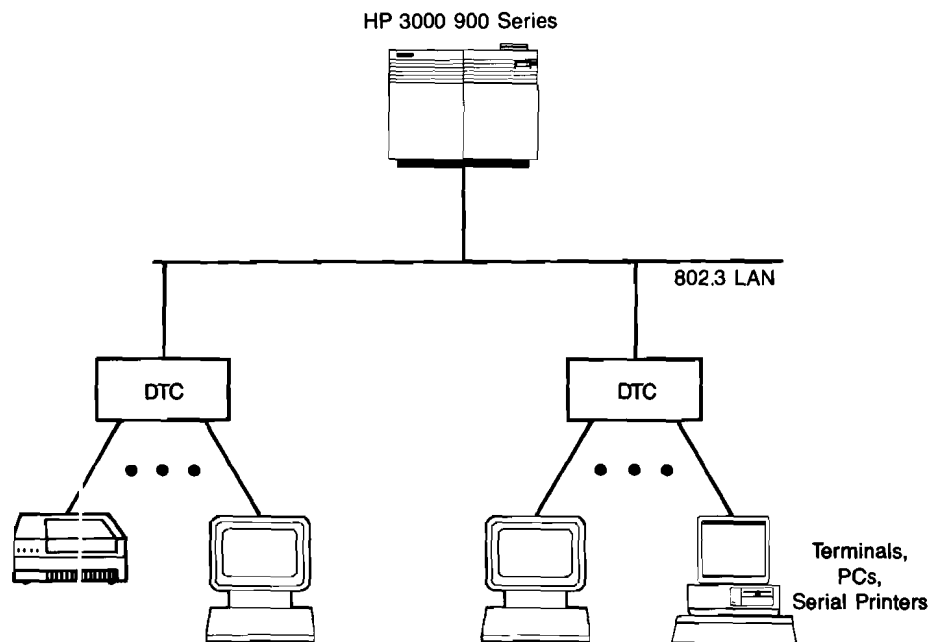 HP 3000 900 Series
802.3 LAN
DTC
DTC
Terminals,
PCs,
Serial Printers